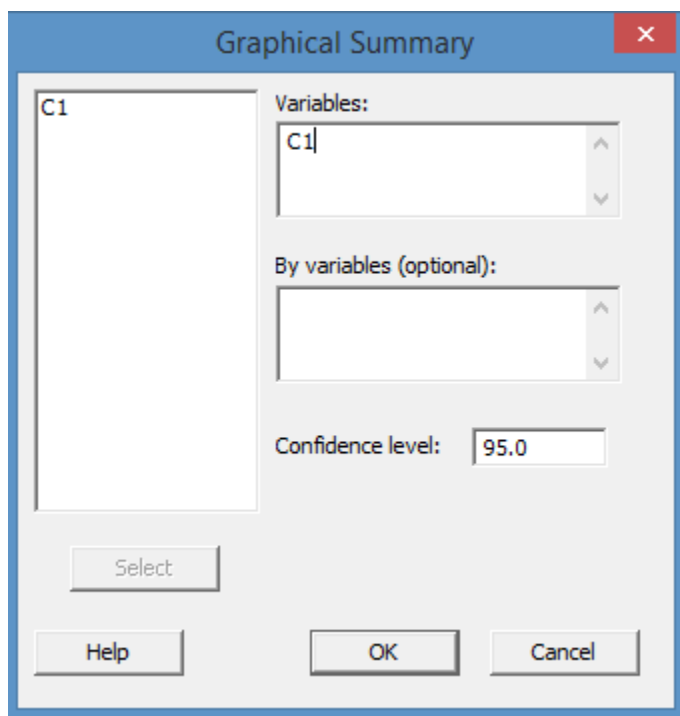 Graphical Summary
C1
Variables:
C1
By variables (optional):
Confidence level: 95.0
Select
Help OK Cancel